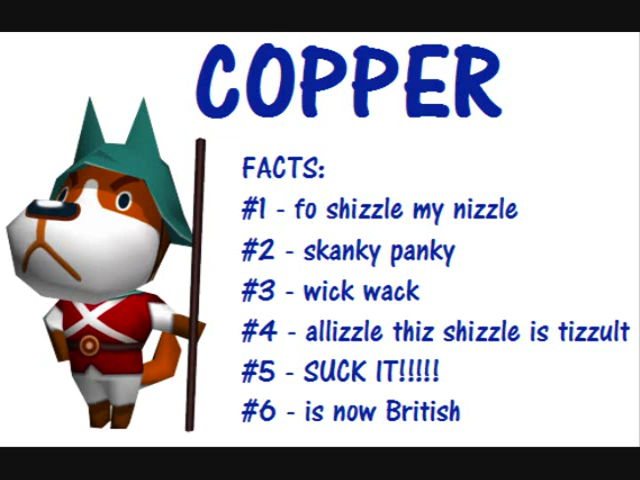 COPPER
FACTS:
#1 - fo shizzle my nizzle
#2 - skanky panky
#3 - wick wack
#4 - allizzle thiz shizzle is tizzult
#5 - SUCK IT!!!!!
#6 - is now British